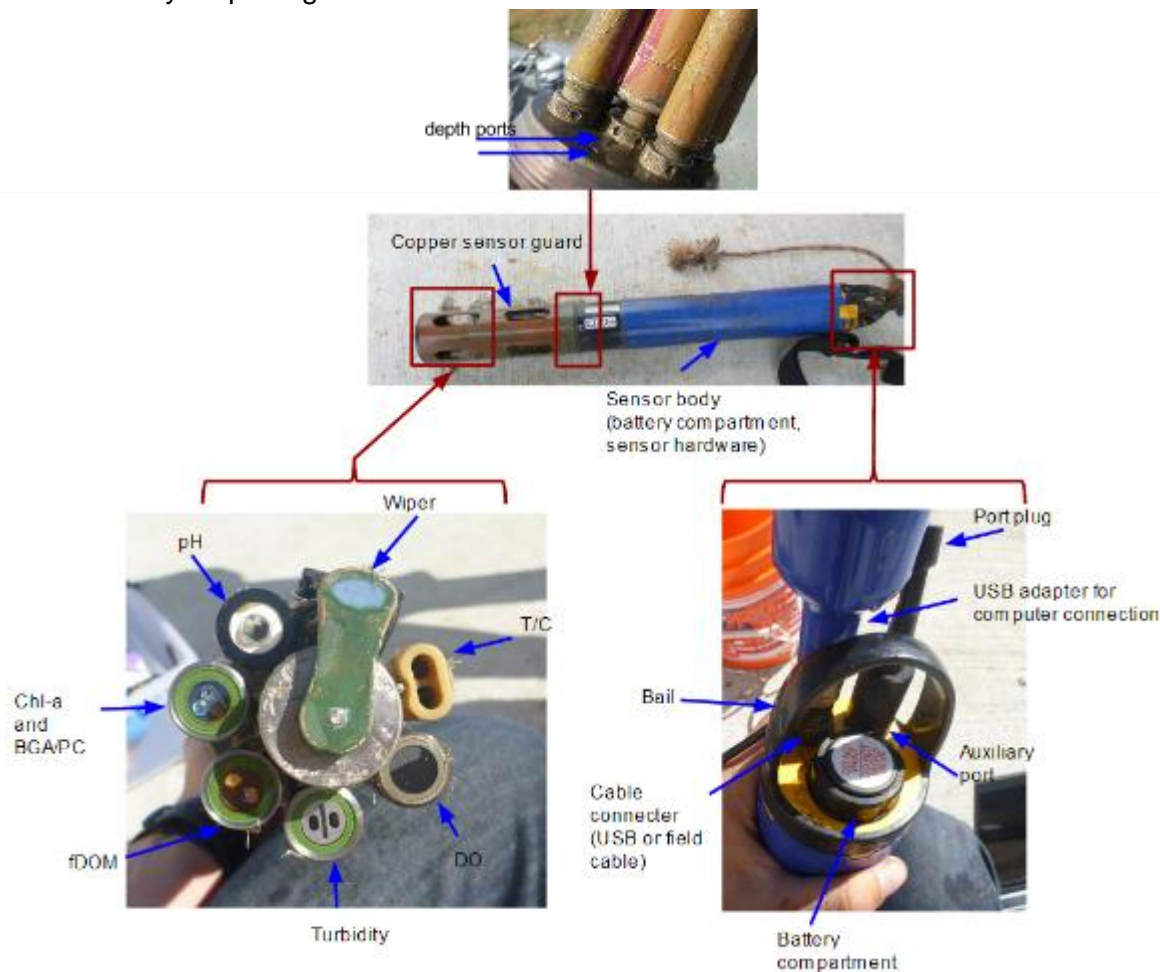 depth ports
Copper sensor guard
Sensor body
(battery compartment,
sensor hardware)
Wiper
pH
T/C
Chl-a
and
BGA/PC
fDOM
DO
Turbidity
Port plug
USB adapter for
computer connection
Bail
Auxiliary
port
Cable
connecter
(USB or field
cable)
Battery
compartment